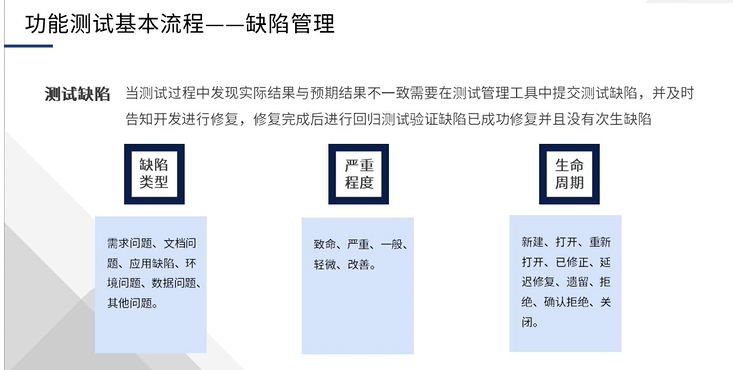 功能测试基本流程——缺陷管理
测试缺陷
当测试过程中发现实际结果与预期结果不一致需要在测试管理工具中提交测试缺陷，并及时
告知开发进行修复，修复完成后进行回归测试验证缺陷已成功修复并且没有次生缺陷
缺陷
类型
需求问题、文档问
题、应用缺陷、环
境问题、数据问题、
其他问题。
严重
程度
致命、严重、一般、
轻微、改善。
生命
周期
新建、打开、重新
打开、已修正、延
迟修复、遗留、拒
绝、确认拒绝、关
闭。